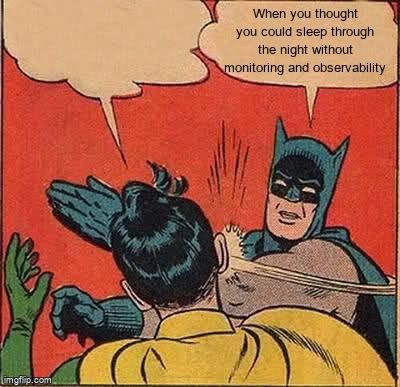 When you thought
you could sleep through
the night without
monitoring and observability
imgflip.com